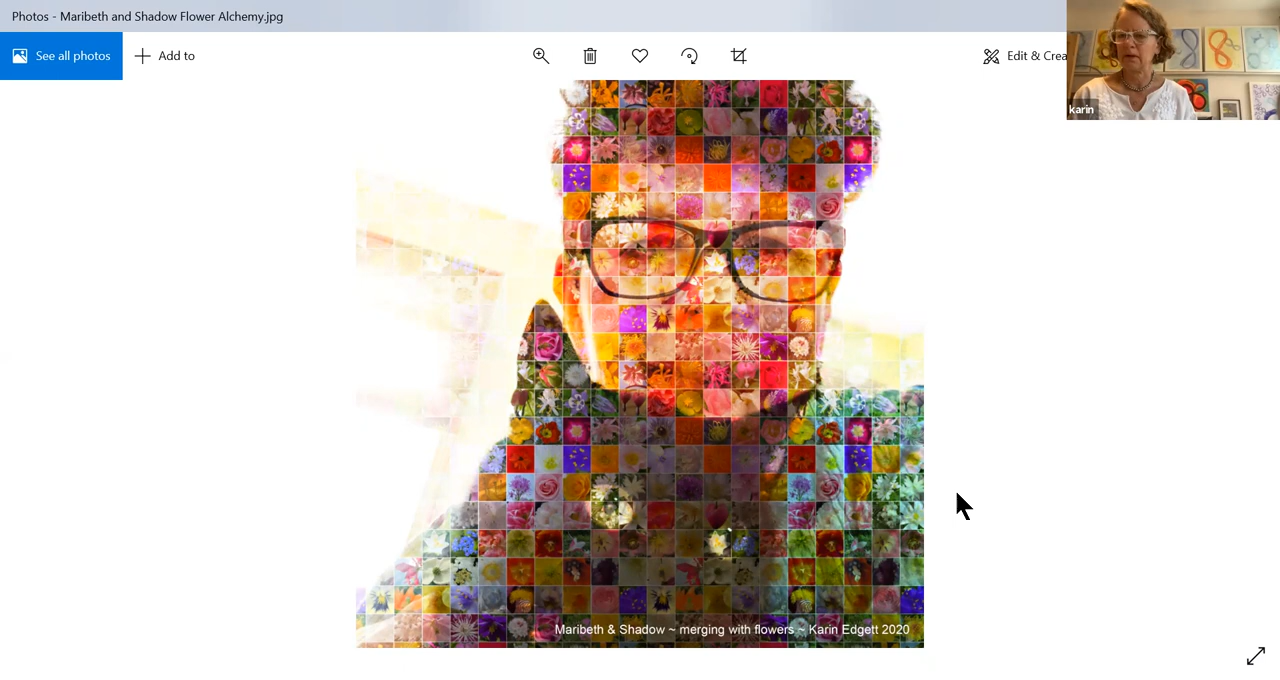 Photos - Maribeth and Shadow Flower Alchemy.jpg
See all photos
Add to
Edit & Crea
karin
Maribeth & Shadow ~ merging with flowers ~ Karin Edgett 2020